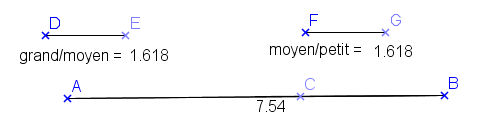 D E F G
grand/moyen = 1.618 moyen/petit = 1.618
A C B
7.54